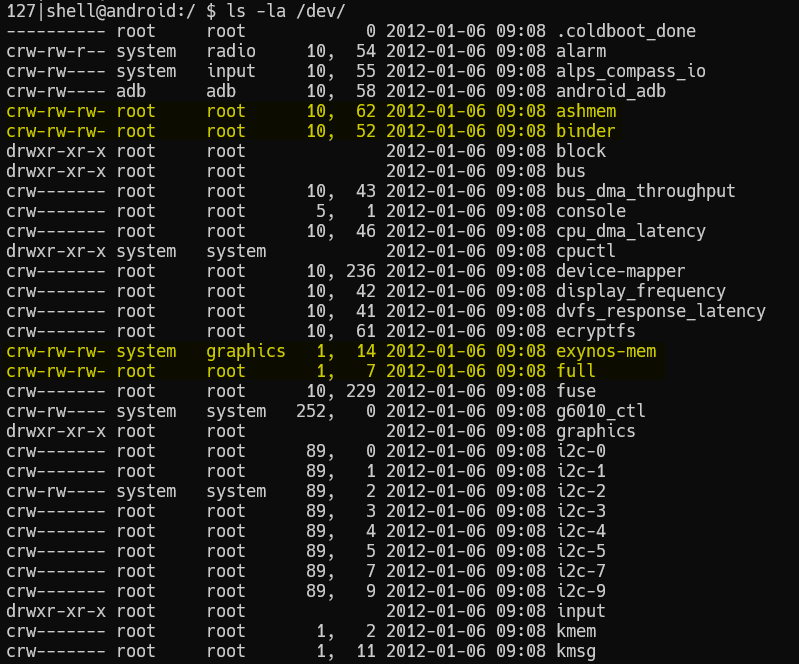 127|shell@android:/ $ ls -la /dev/
---------- root     root            0 2012-01-06 09:08 .coldboot_done
crw-rw-r-- system   radio     10,  54 2012-01-06 09:08 alarm
crw-rw---- system   input     10,  55 2012-01-06 09:08 alps_compass_io
crw-rw---- adb      adb       10,  58 2012-01-06 09:08 android_adb
crw-rw-rw- root     root      10,  62 2012-01-06 09:08 ashmem
crw-rw-rw- root     root      10,  52 2012-01-06 09:08 binder
drwxr-xr-x root     root              2012-01-06 09:08 block
drwxr-xr-x root     root              2012-01-06 09:08 bus
crw------- root     root      10,  43 2012-01-06 09:08 bus_dma_throughput
crw------- root     root       5,   1 2012-01-06 09:08 console
crw------- root     root      10,  46 2012-01-06 09:08 cpu_dma_latency
drwxr-xr-x system   system            2012-01-06 09:08 cpuctl
crw------- root     root      10, 236 2012-01-06 09:08 device-mapper
crw------- root     root      10,  42 2012-01-06 09:08 display_frequency
crw------- root     root      10,  41 2012-01-06 09:08 dvfs_response_latency
crw------- root     root      10,  61 2012-01-06 09:08 ecryptfs
crw-rw-rw- system   graphics   1,  14 2012-01-06 09:08 exynos-mem
crw-rw-rw- root     root       1,   7 2012-01-06 09:08 full
crw------- root     root      10, 229 2012-01-06 09:08 fuse
crw-rw---- system   system   252,   0 2012-01-06 09:08 g6010_ctl
drwxr-xr-x root     root              2012-01-06 09:08 graphics
crw------- root     root      89,   0 2012-01-06 09:08 i2c-0
crw------- root     root      89,   1 2012-01-06 09:08 i2c-1
crw-rw---- system   system    89,   2 2012-01-06 09:08 i2c-2
crw------- root     root      89,   3 2012-01-06 09:08 i2c-3
crw------- root     root      89,   4 2012-01-06 09:08 i2c-4
crw------- root     root      89,   5 2012-01-06 09:08 i2c-5
crw------- root     root      89,   7 2012-01-06 09:08 i2c-7
crw------- root     root      89,   9 2012-01-06 09:08 i2c-9
drwxr-xr-x root     root              2012-01-06 09:08 input
crw------- root     root       1,   2 2012-01-06 09:08 kmem
crw------- root     root       1,  11 2012-01-06 09:08 kmsg